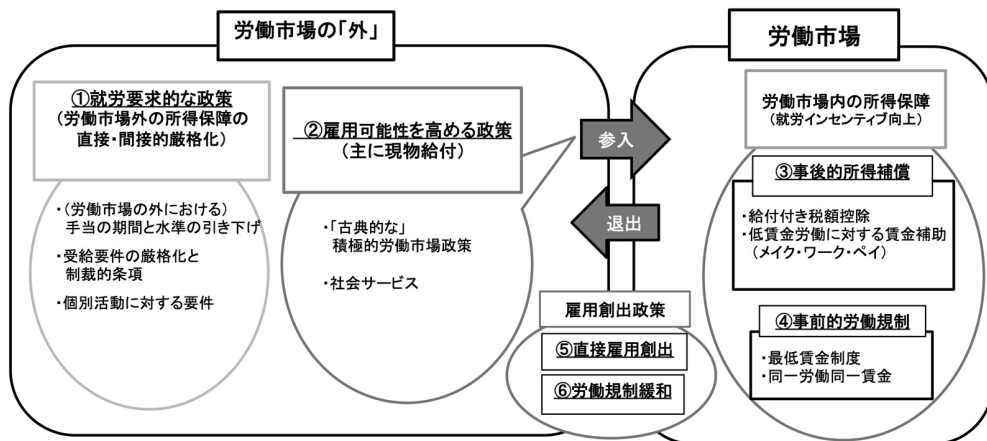 労働市場の「外」
①就労要求的な政策
(労働市場外の所得保障の
直接・間接的厳格化)
・(労働市場の外における)
手当の期間と水準の引き下げ
・受給要件の厳格化と
制裁的条項
・個別活動に対する要件
②雇用可能性を高める政策
(主に現物給付)
・「古典的な」
積極的労働市場政策
・社会サービス
参入
退出
雇用創出政策
⑤直接雇用創出
⑥労働規制緩和
労働市場
労働市場内の所得保障
(就労インセンティブ向上)
③事後的所得補償
・給付付き税額控除
・低賃金労働に対する賃金補助
(メイク・ワーク・ペイ)
④事前的労働規制
・最低賃金制度
・同一労働同一賃金